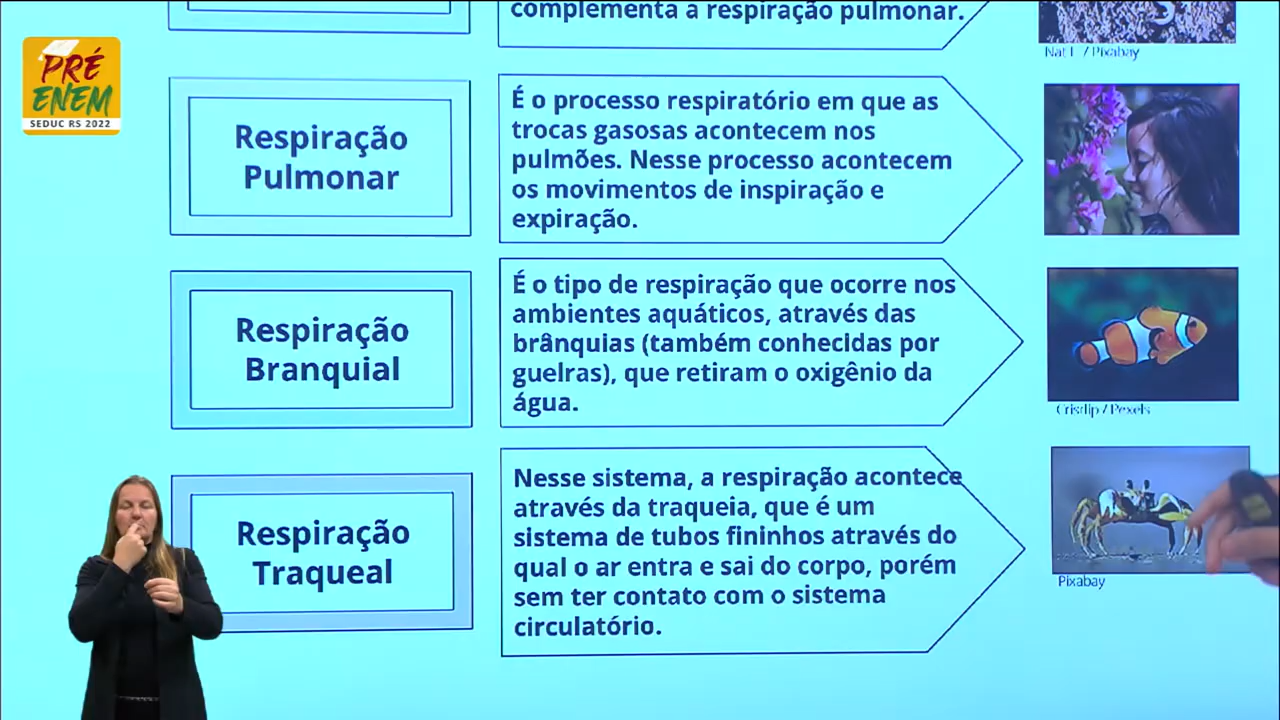 PRÉ
ENEM
SEDUC RS 2022
complementa a respiração pulmonar.
Respiração
Pulmonar
É o processo respiratório em que as
trocas gasosas acontecem nos
pulmões. Nesse processo acontecem
os movimentos de inspiração e
expiração.
Respiração
Branquial
É o tipo de respiração que ocorre nos
ambientes aquáticos, através das
brânquias (também conhecidas por
guelras), que retiram o oxigênio da
água.
Crisdip / Pexels
Respiração
Traqueal
Nesse sistema, a respiração acontece
através da traqueia, que é um
sistema de tubos fininhos através do
qual o ar entra e sai do corpo, porém
sem ter contato com o sistema
circulatório.
Pixabay